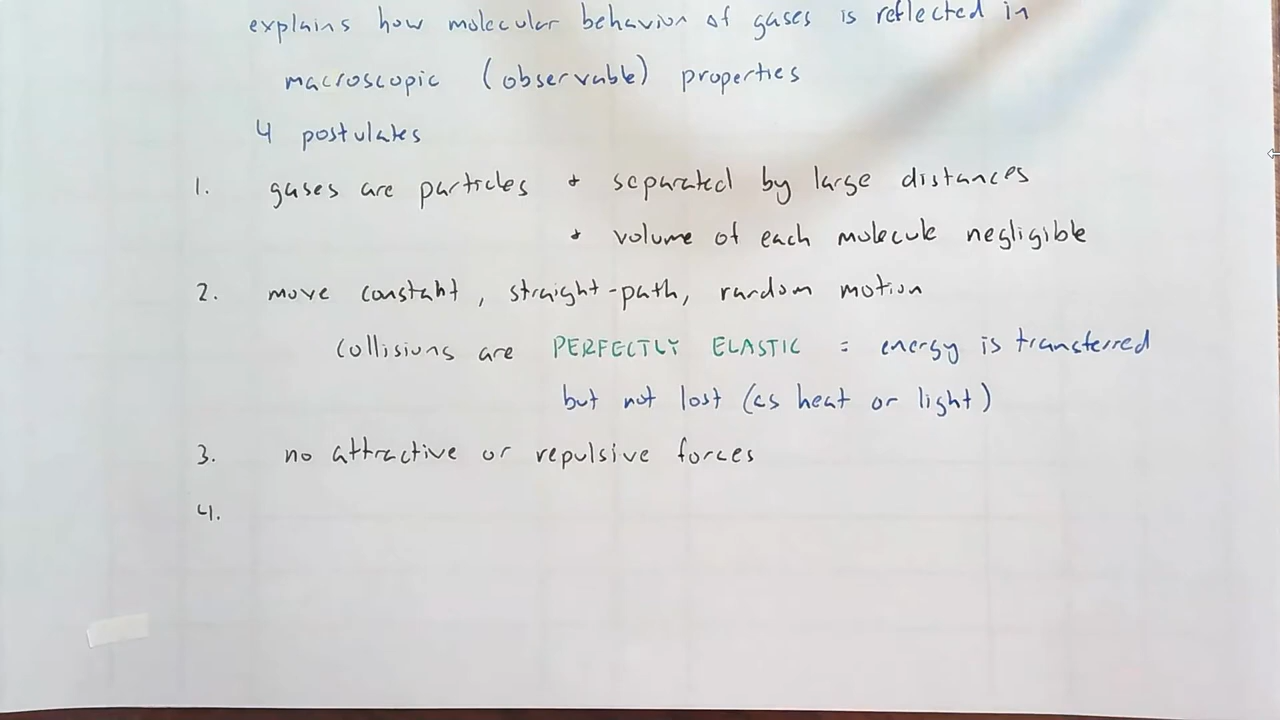 explains how molecular behavior of gases is reflected in
macroscopic (observable) properties
4 postulates
1. gases are particles + separated by large distances
+ volume of each molecule negligible
2. move constant, straight-path, random motion
collisions are PERFECTLY ELASTIC = energy is transferred
but not lost (as heat or light)
3. no attractive or repulsive forces
4.